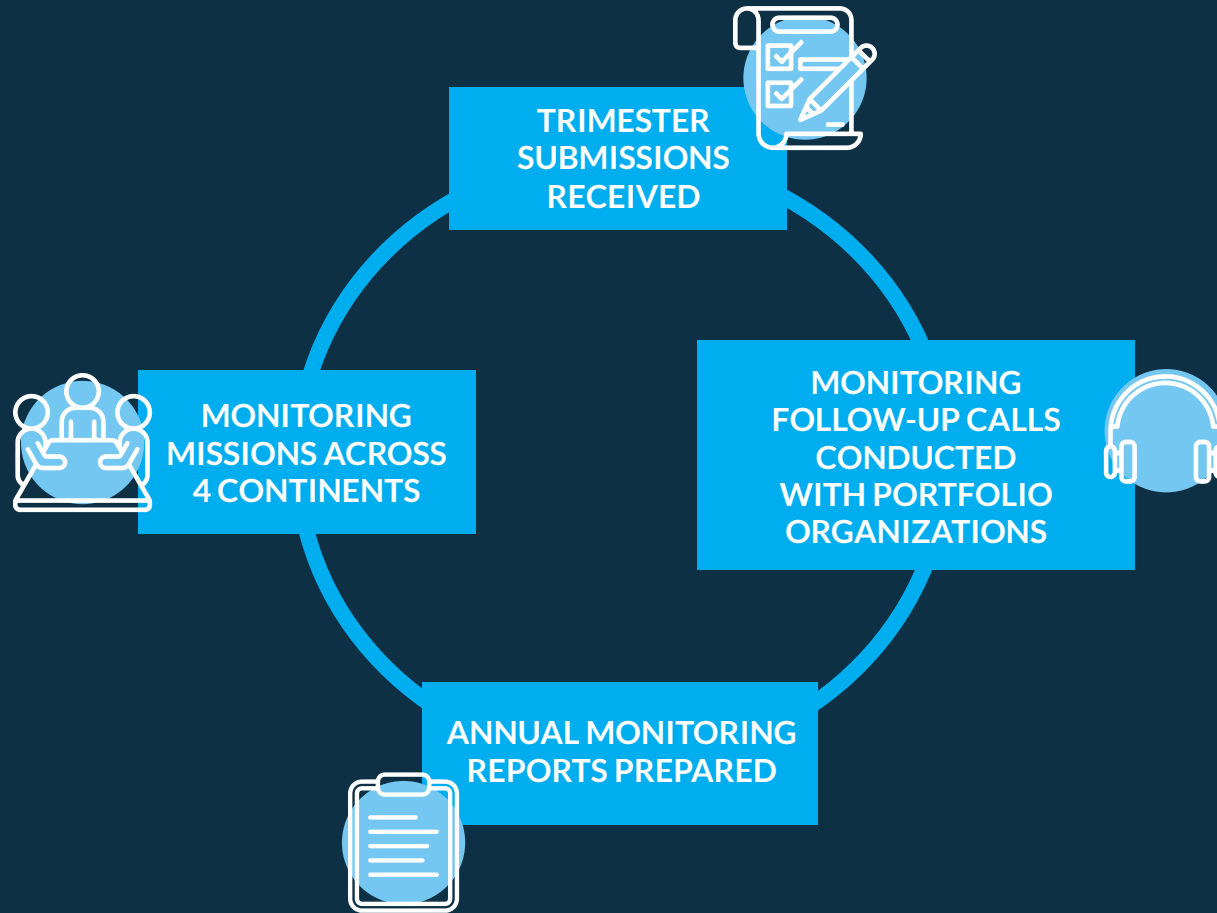 TRIMESTER
SUBMISSIONS
RECEIVED
MONITORING
FOLLOW-UP CALLS
CONDUCTED
WITH PORTFOLIO
ORGANIZATIONS
MONITORING
MISSIONS ACROSS
4 CONTINENTS
ANNUAL MONITORING
REPORTS PREPARED